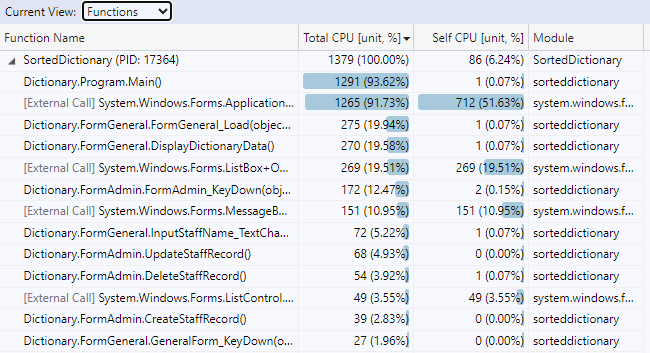 Current View: Functions
Function Name Total CPU [unit, %] Self CPU [unit, %] Module
SortedDictionary (PID: 17364) 1379 (100.00%) 86 (6.24%) SortedDictionary
Dictionary.Program.Main() 1291 (93.62%) 1 (0.07%) sorteddictionary
[External Call] System.Windows.Forms.Application... 1265 (91.73%) 712 (51.63%) system.windows.f...
Dictionary.FormGeneral.FormGeneral_Load(objec... 275 (19.94%) 1 (0.07%) sorteddictionary
Dictionary.FormGeneral.DisplayDictionaryData() 270 (19.58%) 1 (0.07%) sorteddictionary
[External Call] System.Windows.Forms.ListBox+O... 269 (19.51%) 269 (19.51%) system.windows.f...
Dictionary.FormAdmin.FormAdmin_KeyDown(obj... 172 (12.47%) 2 (0.15%) sorteddictionary
[External Call] System.Windows.Forms.MessageB... 151 (10.95%) 151 (10.95%) system.windows.f...
Dictionary.FormGeneral.InputStaffName_TextCha... 72 (5.22%) 1 (0.07%) sorteddictionary
Dictionary.FormAdmin.UpdateStaffRecord() 68 (4.93%) 0 (0.00%) sorteddictionary
Dictionary.FormAdmin.DeleteStaffRecord() 54 (3.92%) 1 (0.07%) sorteddictionary
[External Call] System.Windows.Forms.ListControl.... 49 (3.55%) 49 (3.55%) system.windows.f...
Dictionary.FormAdmin.CreateStaffRecord() 39 (2.83%) 0 (0.00%) sorteddictionary
Dictionary.FormGeneral.GeneralForm_KeyDown(o... 27 (1.96%) 0 (0.00%) sorteddictionary